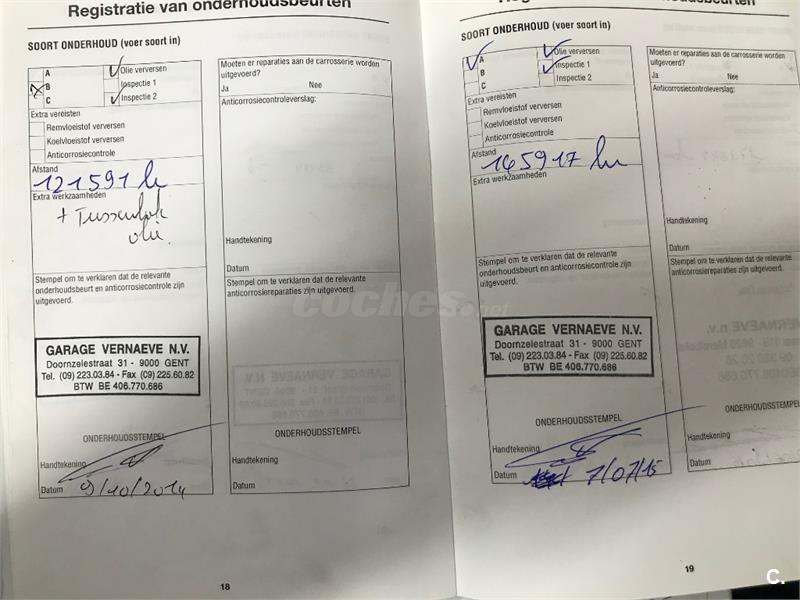 Registratie van onderhoudsbeurten
SOORT ONDERHOUD (voer soort in)
A
B
C
Olie verversen
Inspectie 1
Inspectie 2
Extra vereisten
Remvloeistof verversen
Koelvloeistof verversen
Anticorrosiecontrole
Afstand
121591 k
Extra werkzaamheden
+ Tussenbak
olie.
Stempel om te verklaren dat de relevante
onderhoudsbeurt en anticorrosiecontrole zijn
uitgevoerd.
GARAGE VERNAEVE N.V.
Doornzelestraat 31 - 9000 GENT
Tel. (09) 223.03.84 - Fax (09) 225.60.82
BTW BE 406.770.686
ONDERHOUDSSTEMPEL
Handtekening
Datum 9/10/2014
Moeten er reparaties aan de carrosserie worden
uitgevoerd?
Ja Nee
Anticorrosiecontroleverslag:
Handtekening
Datum
Stempel om te verklaren dat de relevante
anticorrosiereparaties zijn uitgevoerd.
ONDERHOUDSSTEMPEL
Handtekening
Datum
18
onderhoudsbeurten
SOORT ONDERHOUD (voer soort in)
A
B
C
Olie verversen
Inspectie 1
Inspectie 2
Extra vereisten
Remvloeistof verversen
Koelvloeistof verversen
Anticorrosiecontrole
Afstand
145917 km
Extra werkzaamheden
Stempel om te verklaren dat de relevante
onderhoudsbeurt en anticorrosiecontrole zijn
uitgevoerd.
GARAGE VERNAEVE N.V.
Doornzelestraat 31 - 9000 GENT
Tel. (09) 223.03.84 - Fax (09) 225.60.82
BTW BE 406.770.686
ONDERHOUDSSTEMPEL
Handtekening
Datum 7/07/15
Moeten er reparaties aan de carrosserie worden
uitgevoerd?
Ja Nee
Anticorrosiecontroleverslag:
Handtekening
Datum
Stempel om te verklaren dat de relevante
anticorrosiereparaties zijn uitgevoerd.
ONDERHOUDSSTEMPEL
Handtekening
Datum
19
coches.net
C.